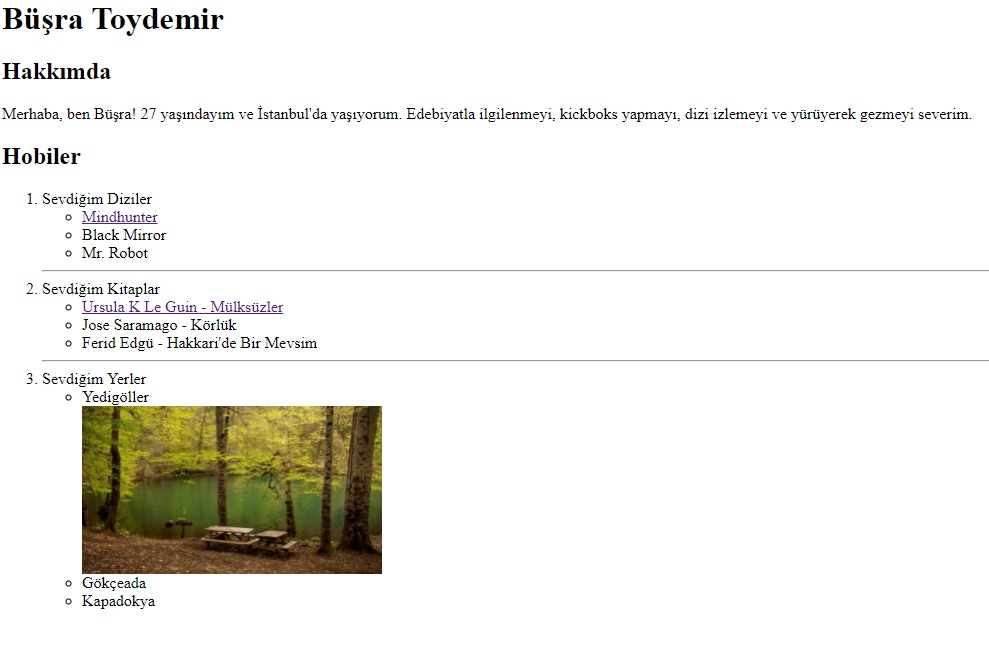 Büşra Toydemir
Hakkımda
Merhaba, ben Büşra! 27 yaşındayım ve İstanbul'da yaşıyorum. Edebiyatla ilgilenmeyi, kickboks yapmayı, dizi izlemeyi ve yürüyerek gezmeyi severim.
Hobiler
1. Sevdiğim Diziler
Mindhunter
Black Mirror
Mr. Robot
2. Sevdiğim Kitaplar
Ursula K Le Guin - Mülksüzler
Jose Saramago - Körlük
Ferid Edgü - Hakkari'de Bir Mevsim
3. Sevdiğim Yerler
Yedigöller
Gökçeada
Kapadokya